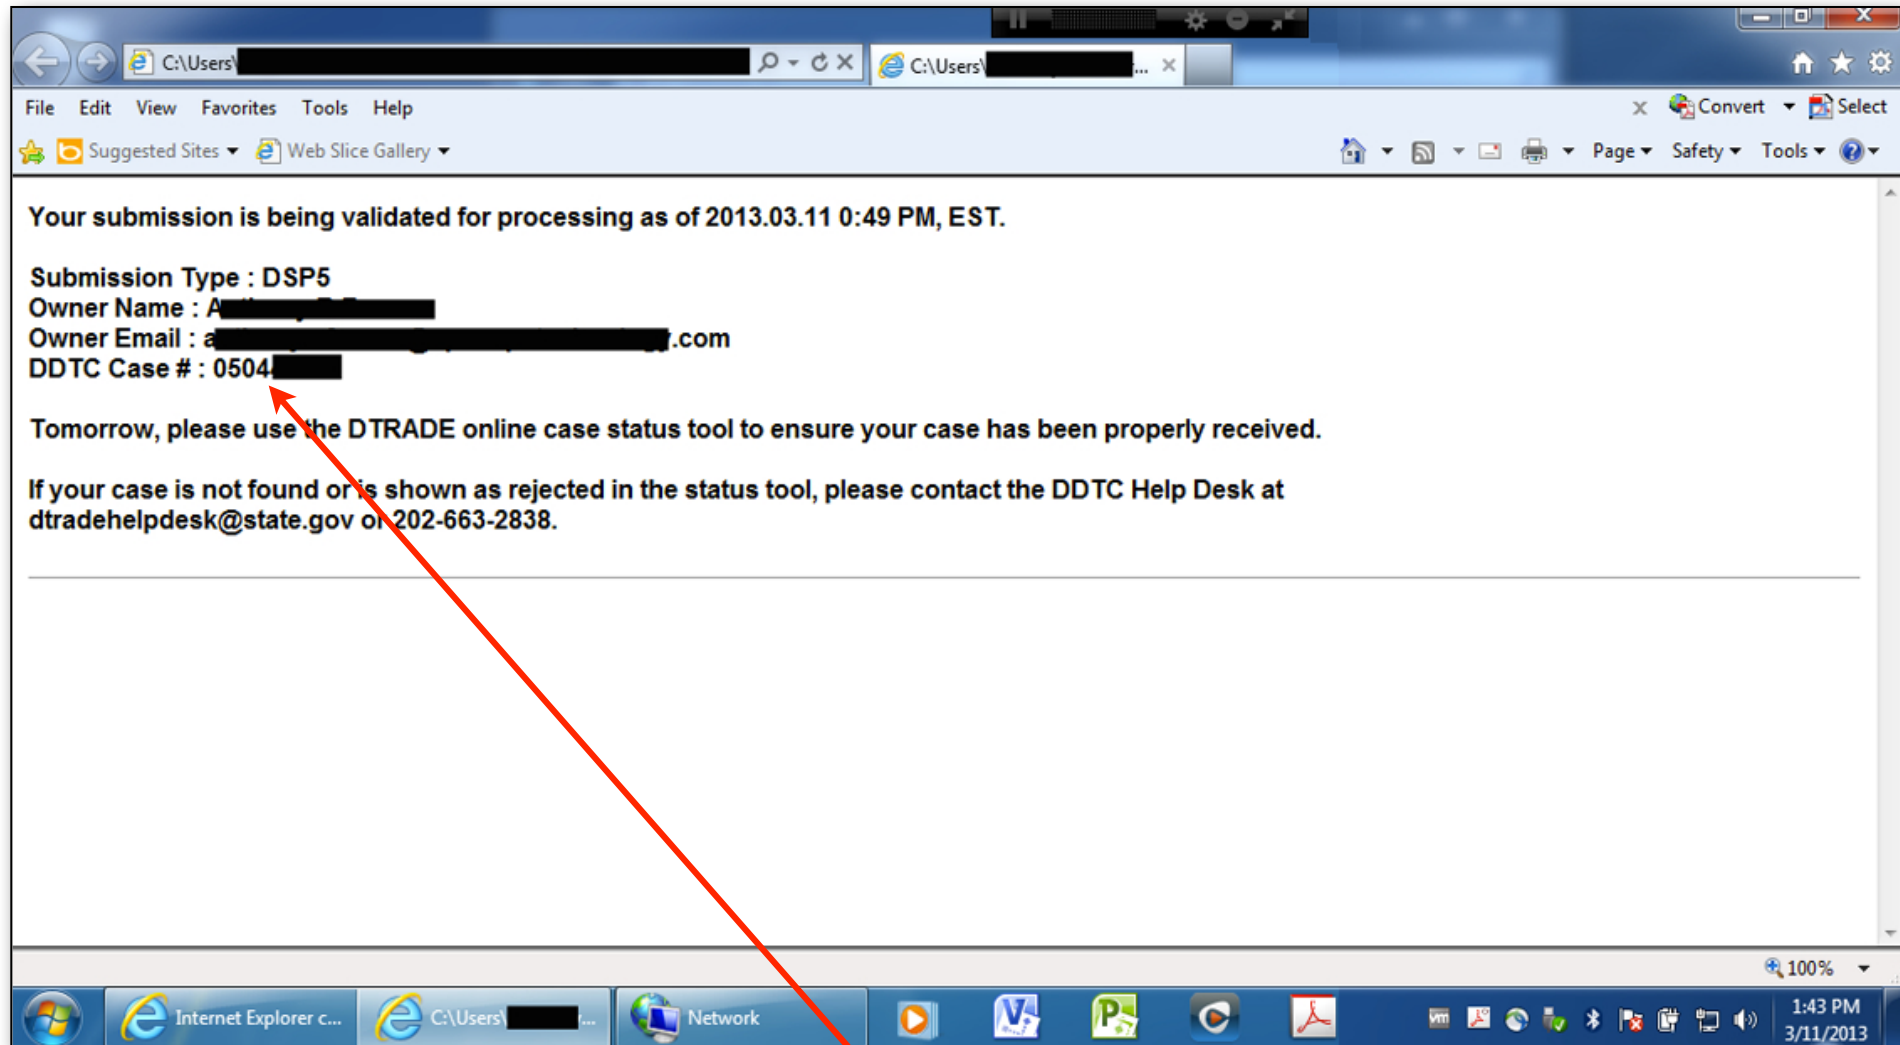 C:\Users\
C:\Users\ ...
File Edit View Favorites Tools Help
Convert Select
Suggested Sites Web Slice Gallery
Page Safety Tools
Your submission is being validated for processing as of 2013.03.11 0:49 PM, EST.
Submission Type : DSP5
Owner Name : A
Owner Email : a .com
DDTC Case # : 0504
Tomorrow, please use the DTRADE online case status tool to ensure your case has been properly received.
If your case is not found or is shown as rejected in the status tool, please contact the DDTC Help Desk at
dtradehelpdesk@state.gov or 202-663-2838.
100%
Internet Explorer c... C:\Users\ ... Network
vm
1:43 PM
3/11/2013